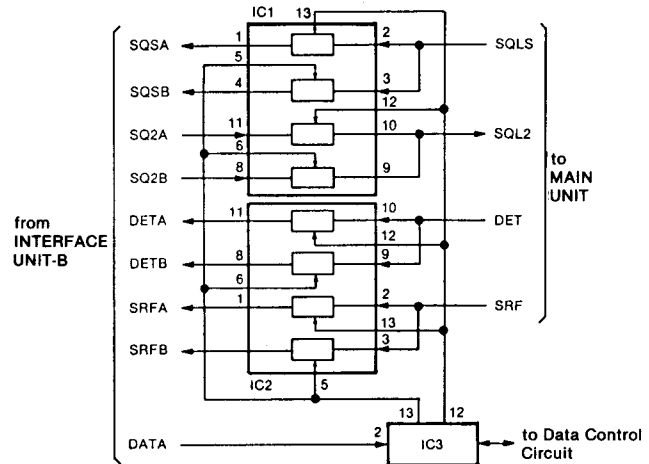 IC1
13
SQSA
1
2
SQLS
5
SQSB
4
3
12
SQ2A
11
10
SQL2
6
SQ2B
8
9
to
MAIN
UNIT
from
INTERFACE
UNIT-B
DETA
11
10
DET
12
DETB
8
9
6
SRFA
1
2
SRF
13
SRFB
3
IC2
5
13
12
DATA
2
IC3
to Data Control
Circuit